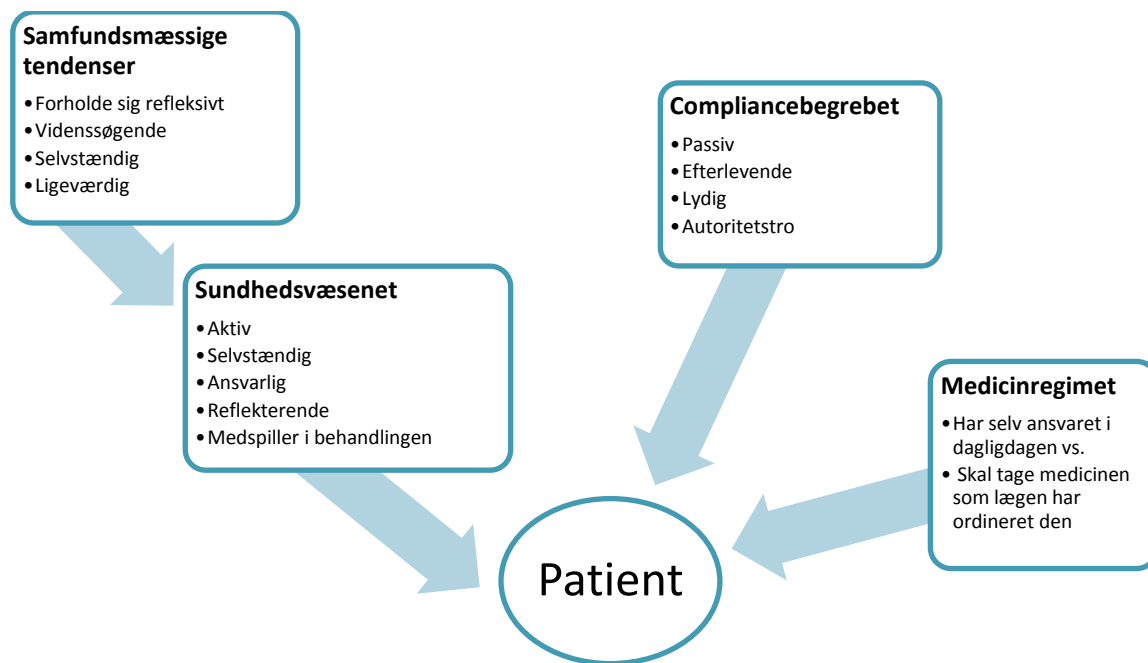 Samfundsmæssige
tendenser
•Forholde sig refleksivt
•Videnssøgende
•Selvstændig
•Ligeværdig
Compliancebegrebet
•Passiv
•Efterlevende
•Lydig
•Autoritetstro
Sundhedsvæsenet
•Aktiv
•Selvstændig
•Ansvarlig
•Reflekterende
•Medspiller i behandlingen
Medicinregimet
•Har selv ansvaret i
dagligdagen vs.
• Skal tage medicinen
som lægen har
ordineret den
Patient